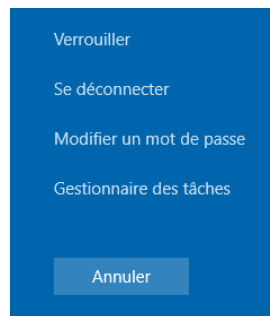 Verrouiller
Se déconnecter
Modifier un mot de passe
Gestionnaire des tâches
Annuler